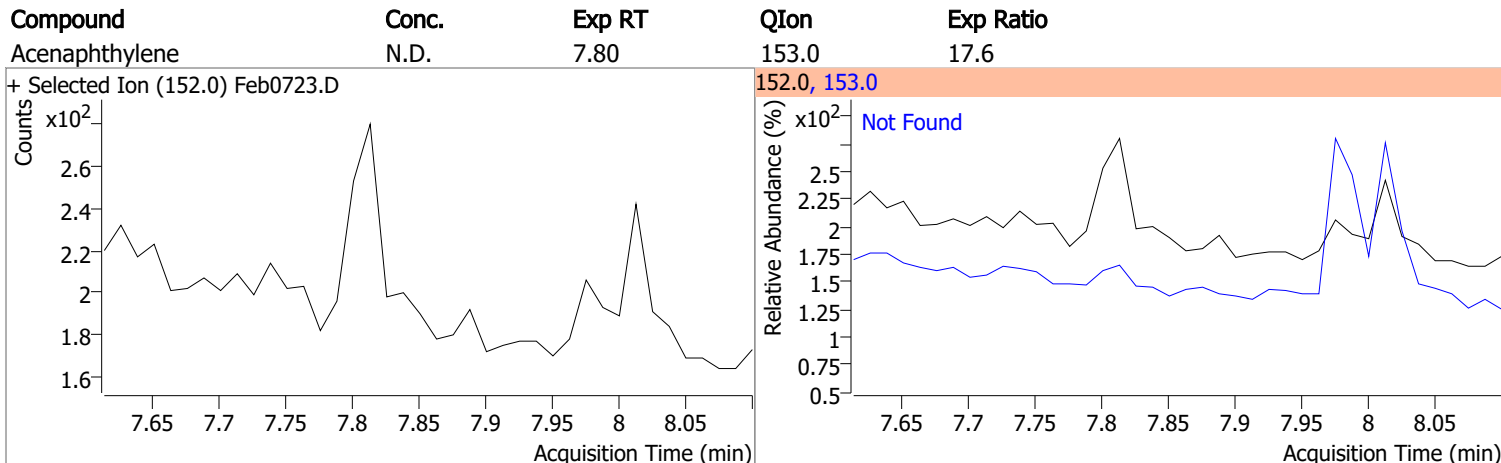 Compound Conc. Exp RT QIon Exp Ratio
Acenaphthylene N.D. 7.80 153.0 17.6
+ Selected Ion (152.0) Feb0723.D
152.0, 153.0
Counts
x10²
2.6
2.4
2.2
2
1.8
1.6
7.65 7.7 7.75 7.8 7.85 7.9 7.95 8 8.05
Acquisition Time (min)
Relative Abundance (%)
x10²
Not Found
2.5
2.25
2
1.75
1.5
1.25
1
0.75
0.5
7.65 7.7 7.75 7.8 7.85 7.9 7.95 8 8.05
Acquisition Time (min)